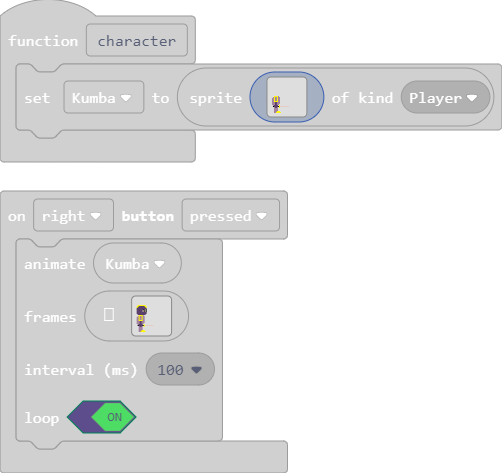 function character
set Kumba to sprite of kind Player
on right button pressed
animate Kumba
frames
interval (ms) 100
loop ON